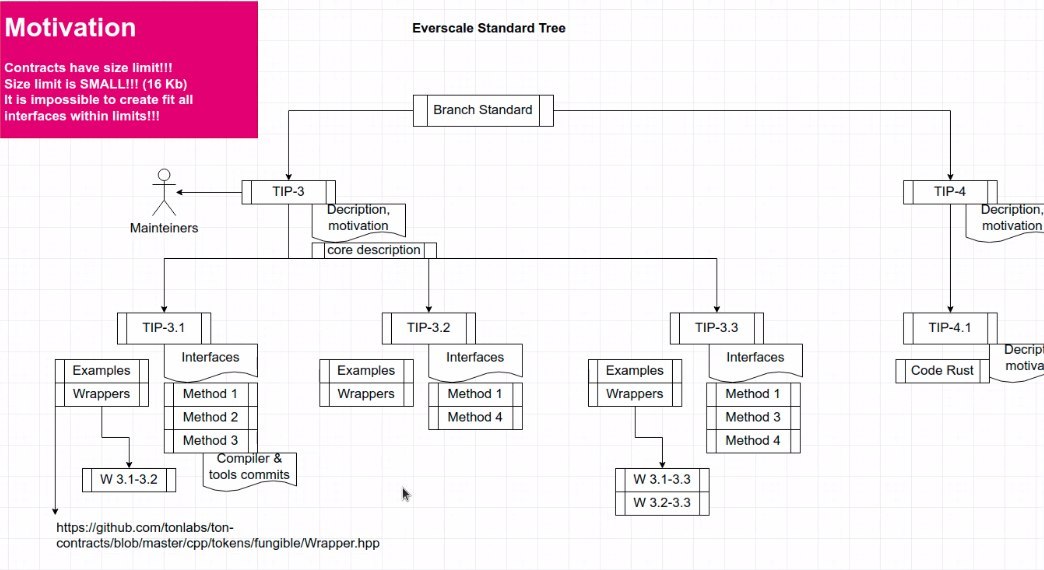 Motivation
Contracts have size limit!!!
Size limit is SMALL!!! (16 Kb)
It is impossible to create fit all
interfaces within limits!!!
Everscale Standard Tree
Branch Standard
TIP-3
TIP-4
Mainteiners
Decription,
motivation
core description
Decription,
motivation
TIP-3.1
TIP-3.2
TIP-3.3
TIP-4.1
Interfaces
Examples
Wrappers
Method 1
Method 2
Method 3
Compiler &
tools commits
W 3.1-3.2
Interfaces
Examples
Wrappers
Method 1
Method 4
Interfaces
Examples
Wrappers
Method 1
Method 3
Method 4
W 3.1-3.3
W 3.2-3.3
Code Rust
Decript
motiva
https://github.com/tonlabs/ton-
contracts/blob/master/cpp/tokens/fungible/Wrapper.hpp